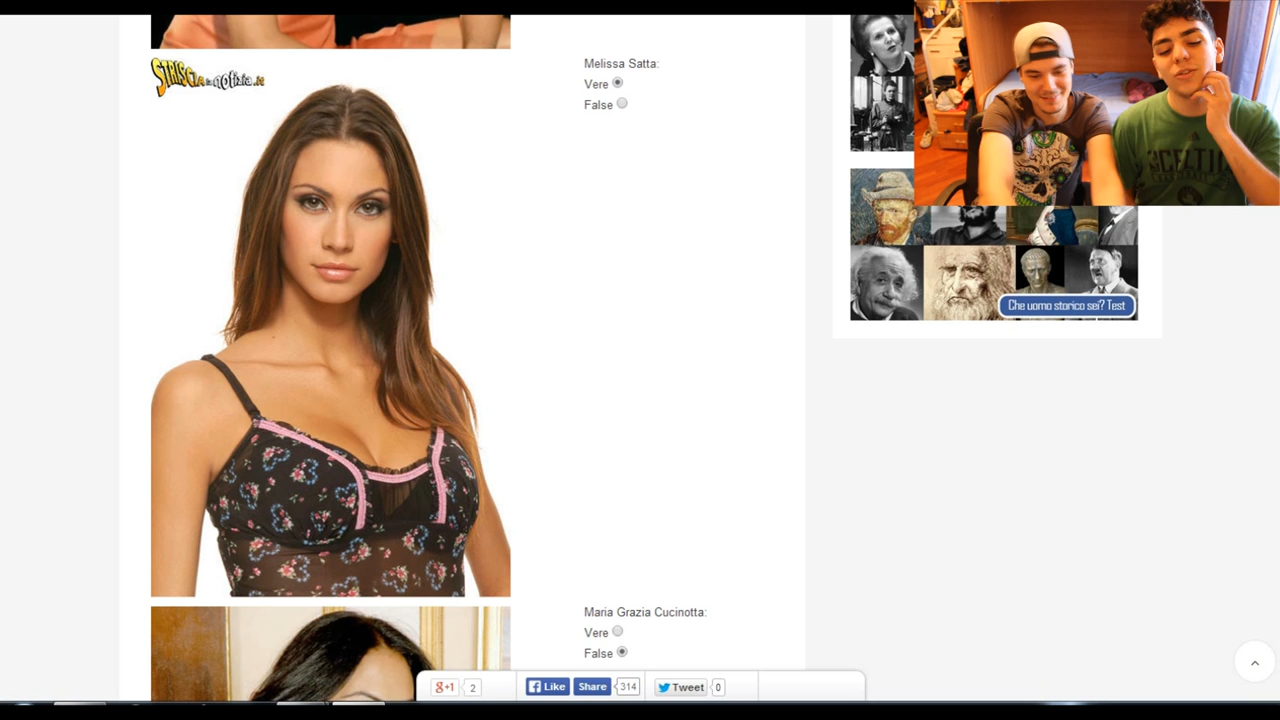 STRISCIA la notizia.it
Melissa Satta:
Vere
False
Che uomo storico sei? Test
Maria Grazia Cucinotta:
Vere
False
g+1 2
Like Share 314
Tweet 0